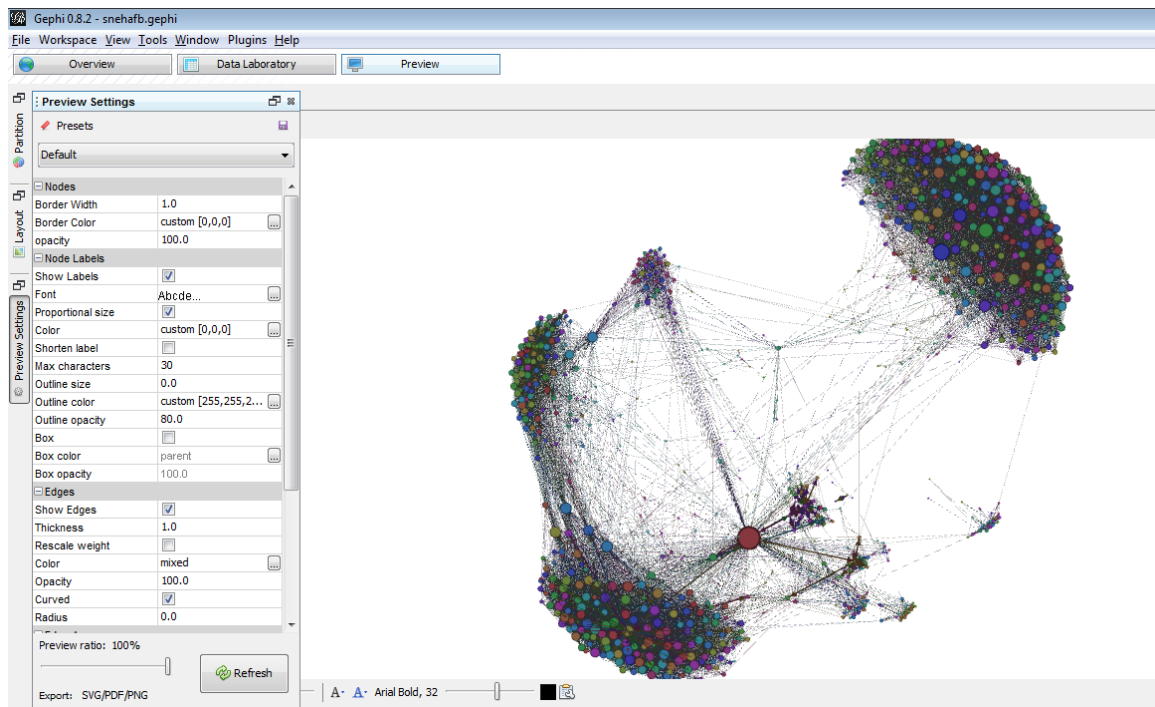 Gephi 0.8.2 - snehafb.gephi
File Workspace View Tools Window Plugins Help
Overview Data Laboratory Preview
Partition
Layout
Preview Settings
Preview Settings
Presets
Default
Nodes
Border Width 1.0
Border Color custom [0,0,0] ...
opacity 100.0
Node Labels
Show Labels
Font Abcde... ...
Proportional size
Color custom [0,0,0] ...
Shorten label
Max characters 30
Outline size 0.0
Outline color custom [255,255,2... ...
Outline opacity 80.0
Box
Box color parent ...
Box opacity 100.0
Edges
Show Edges
Thickness 1.0
Rescale weight
Color mixed ...
Opacity 100.0
Curved
Radius 0.0
Preview ratio: 100%
Refresh
Export: SVG/PDF/PNG
A- A- Arial Bold, 32